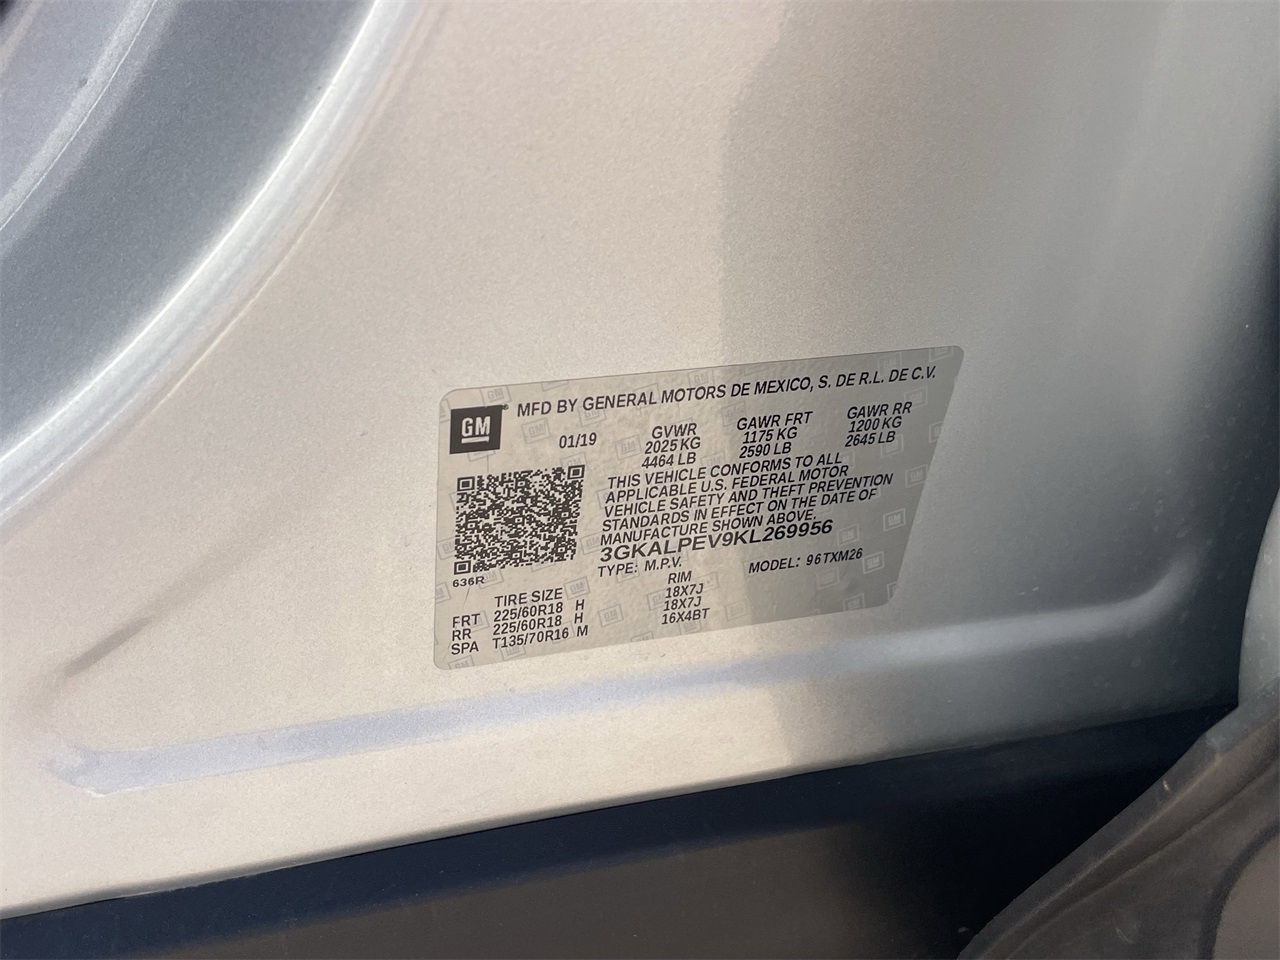 GM ® MFD BY GENERAL MOTORS DE MEXICO, S. DE R.L. DE C.V.
01/19 GVWR GAWR FRT GAWR RR
2025 KG 1175 KG 1200 KG
4464 LB 2590 LB 2645 LB
THIS VEHICLE CONFORMS TO ALL
APPLICABLE U.S. FEDERAL MOTOR
VEHICLE SAFETY AND THEFT PREVENTION
STANDARDS IN EFFECT ON THE DATE OF
MANUFACTURE SHOWN ABOVE.
3GKALPEV9KL269956
TYPE: M.P.V. MODEL: 96TXM26
636R
TIRE SIZE RIM
FRT 225/60R18 H 18X7J
RR 225/60R18 H 18X7J
SPA T135/70R16 M 16X4BT